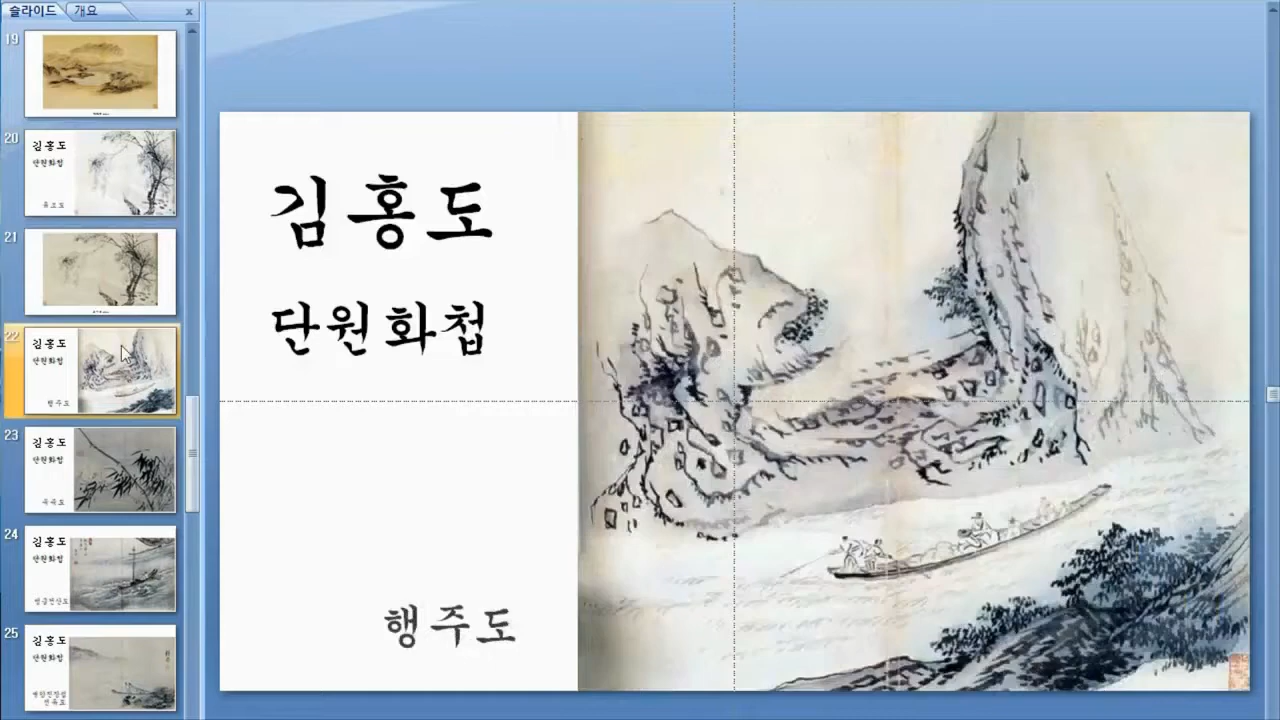 슬라이드 개요 x
19
20
김홍도
단원화첩
21
22
김홍도
단원화첩
행주도
23
김홍도
단원화첩
24
김홍도
단원화첩
25
김홍도
단원화첩
김홍도
단원화첩
행주도